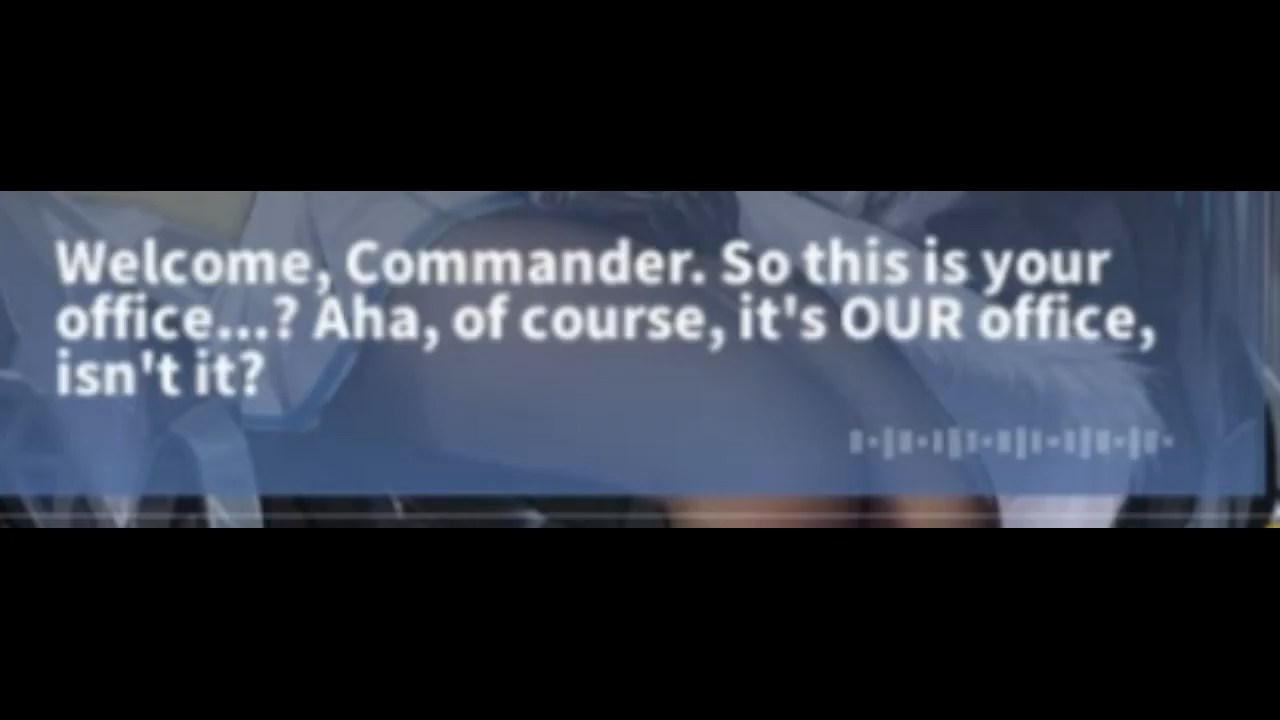 Welcome, Commander. So this is your
office...? Aha, of course, it's OUR office,
isn't it?